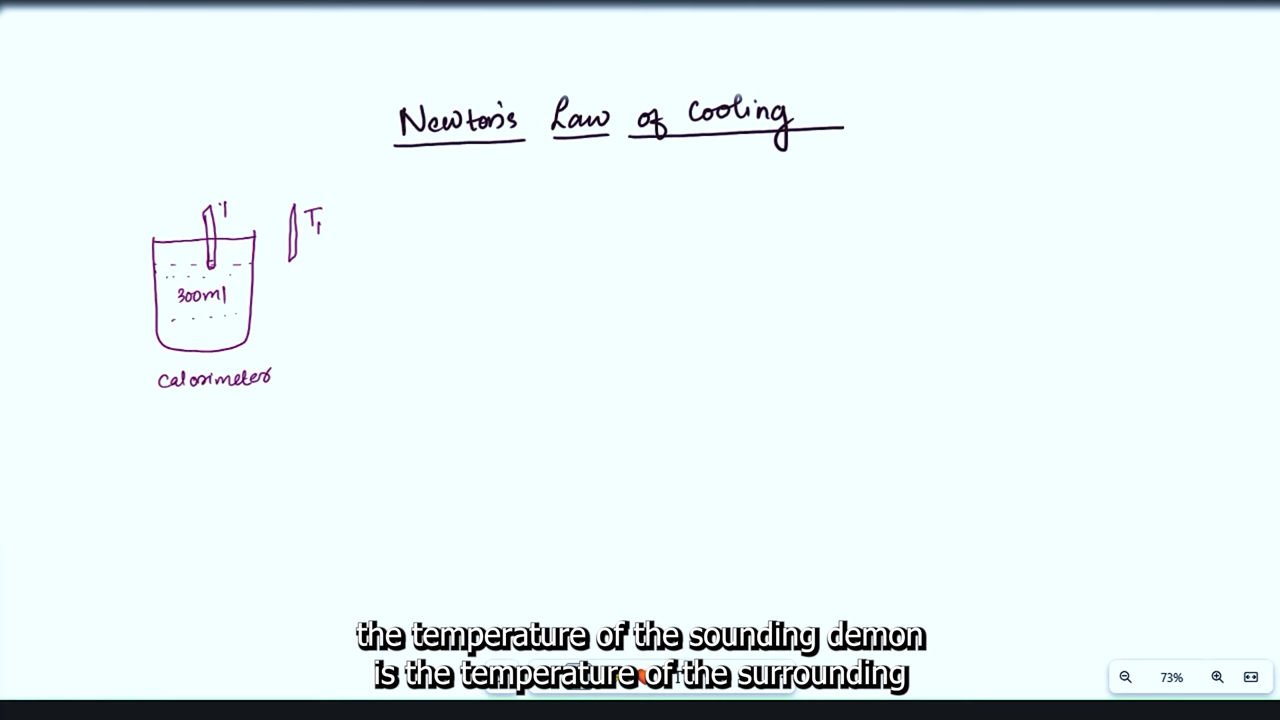 Newton's Law of Cooling
T₁
300ml
Calorimeter
the temperature of the sounding demon
is the temperature of the surrounding
73%